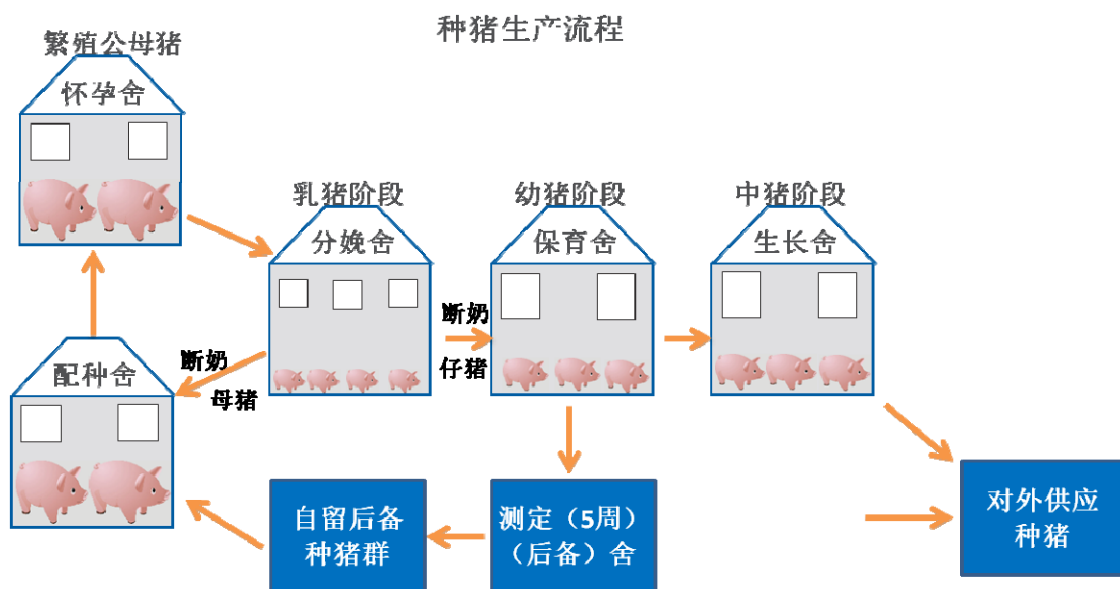 种猪生产流程
繁殖公母猪
怀孕舍
乳猪阶段
分娩舍
幼猪阶段
保育舍
中猪阶段
生长舍
断奶
仔猪
断奶
母猪
配种舍
自留后备
种猪群
测定（5周）
（后备）舍
对外供应
种猪